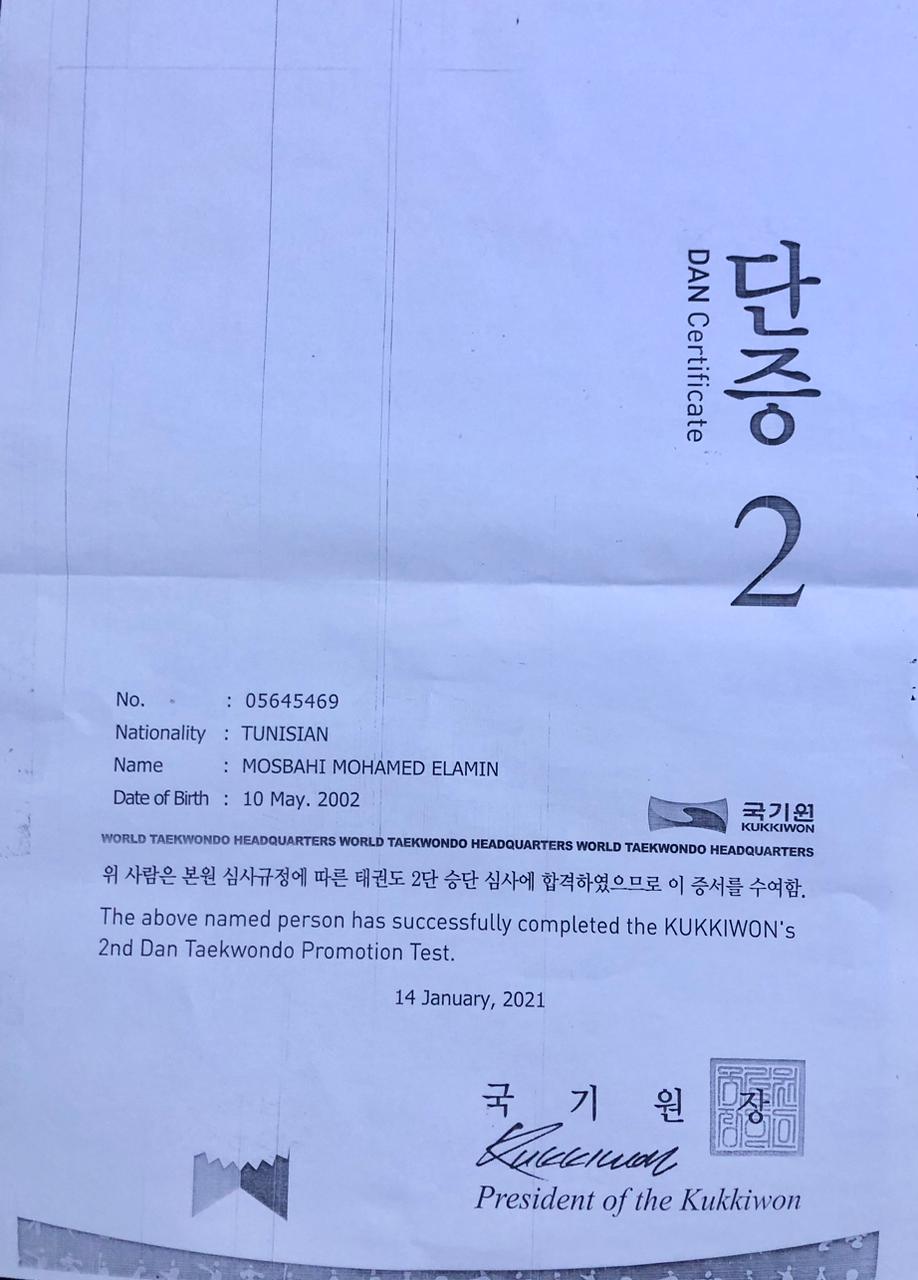 단증
DAN Certificate
2
No. : 05645469
Nationality : TUNISIAN
Name : MOSBAHI MOHAMED ELAMIN
Date of Birth : 10 May. 2002
국기원
KUKKIWON
WORLD TAEKWONDO HEADQUARTERS WORLD TAEKWONDO HEADQUARTERS WORLD TAEKWONDO HEADQUARTERS
위 사람은 본원 심사규정에 따른 태권도 2단 승단 심사에 합격하였으므로 이 증서를 수여함.
The above named person has successfully completed the KUKKIWON's
2nd Dan Taekwondo Promotion Test.
14 January, 2021
국 기 원 장
Kukkiwon
President of the Kukkiwon